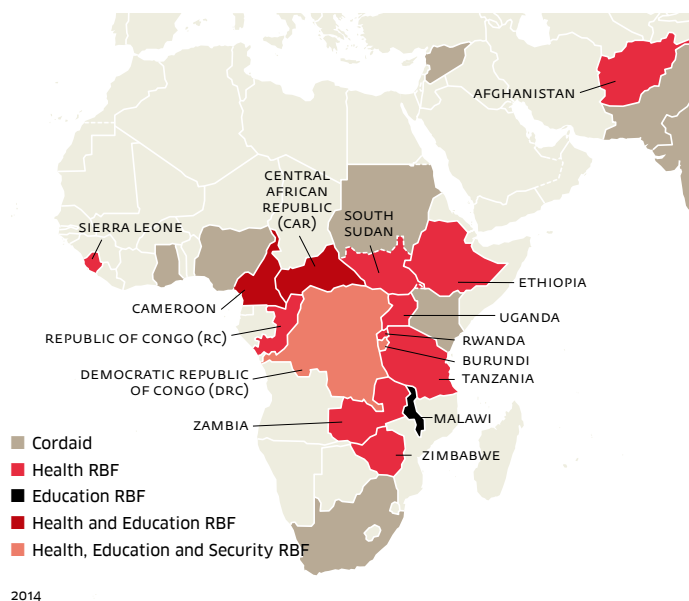 AFGHANISTAN
CENTRAL
AFRICAN
REPUBLIC
(CAR)
SOUTH
SUDAN
SIERRA LEONE
ETHIOPIA
CAMEROON
UGANDA
REPUBLIC OF CONGO (RC)
RWANDA
BURUNDI
DEMOCRATIC REPUBLIC
OF CONGO (DRC)
TANZANIA
MALAWI
ZAMBIA
ZIMBABWE
Cordaid
Health RBF
Education RBF
Health and Education RBF
Health, Education and Security RBF
2014